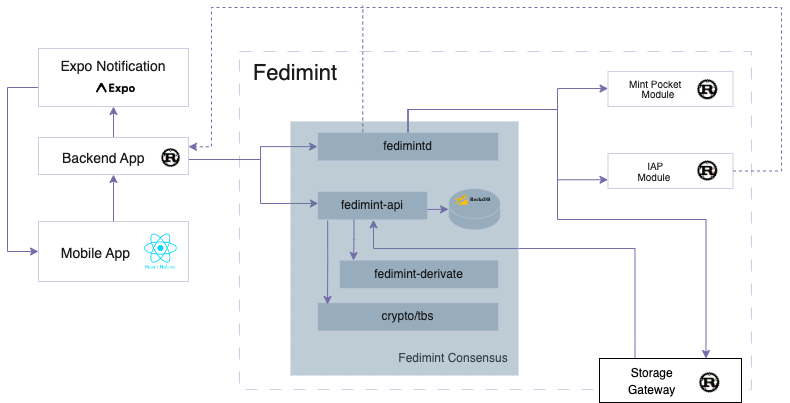 Expo Notification
Expo
Backend App
R
Mobile App
React Native
Fedimint
fedimintd
fedimint-api
RocksDB
fedimint-derivate
crypto/tbs
Fedimint Consensus
Mint Pocket
Module
R
IAP
Module
R
Storage
Gateway
R